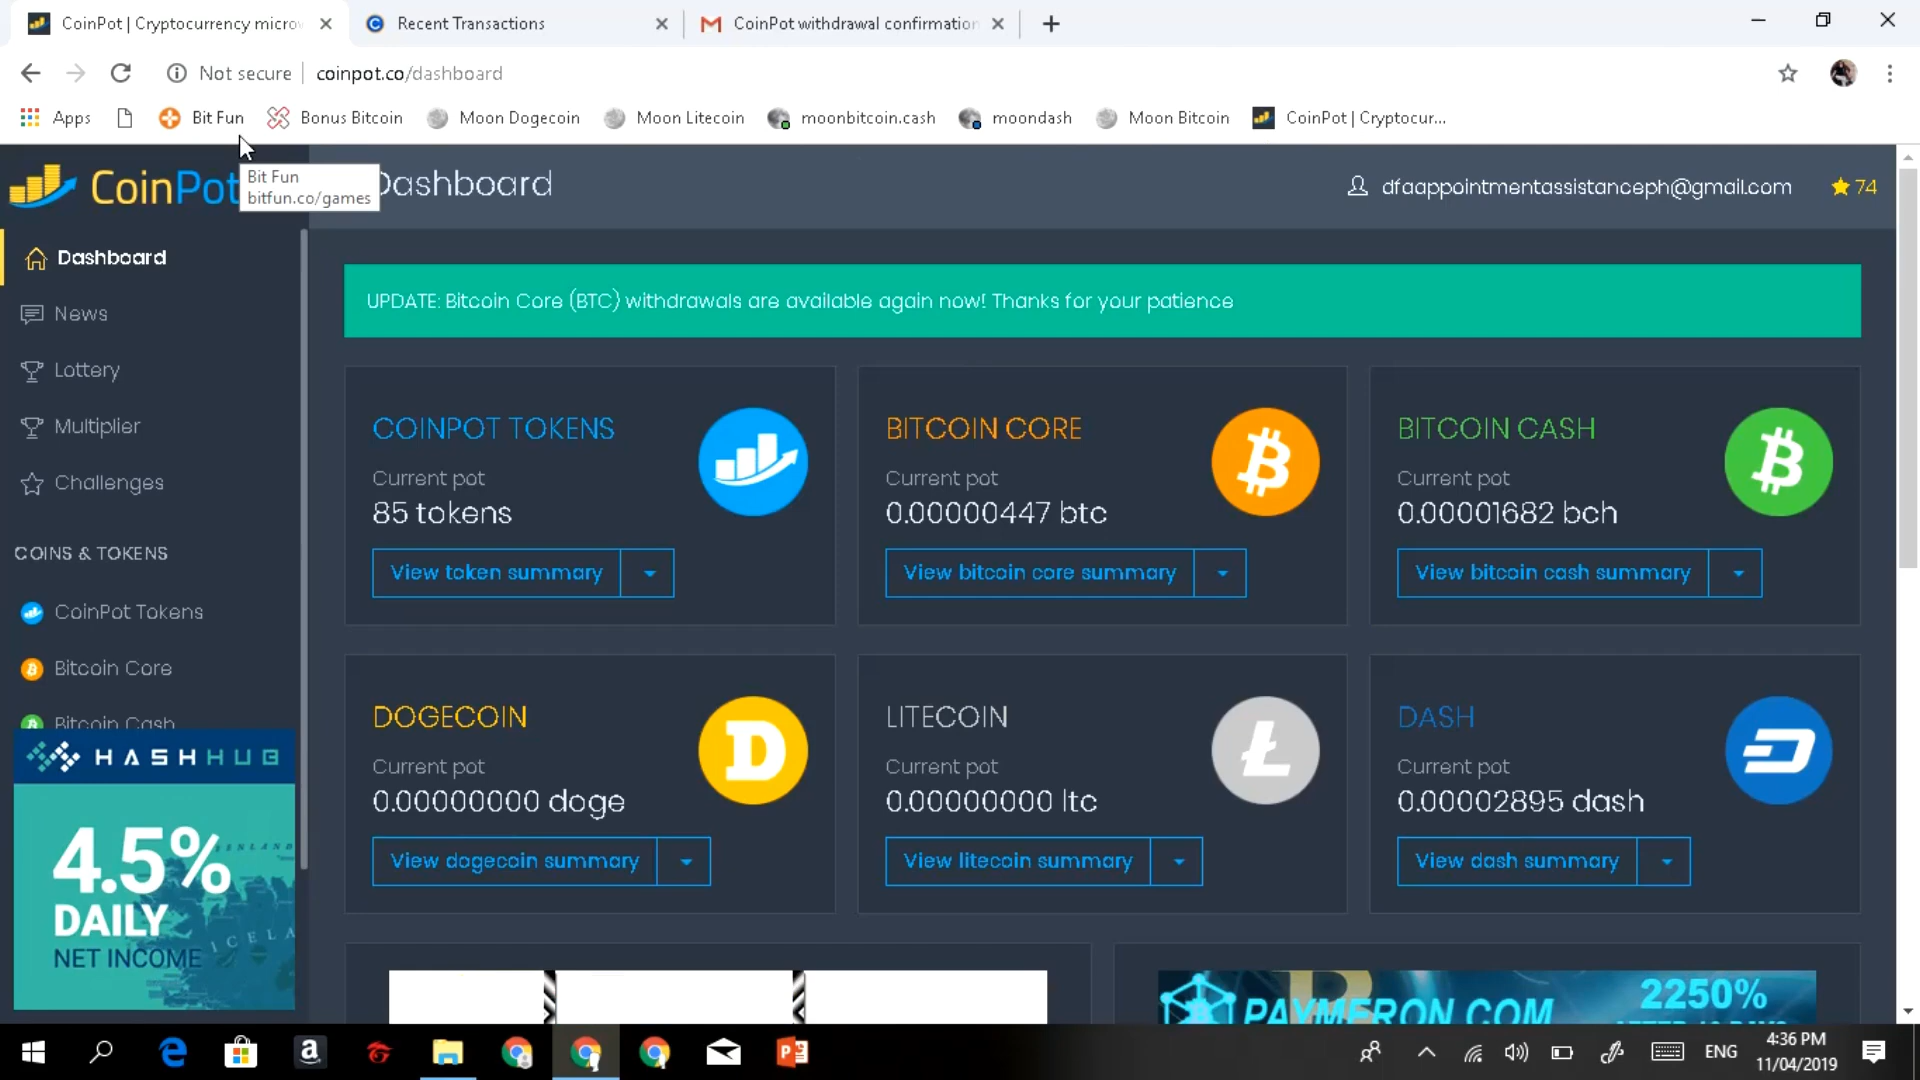 CoinPot | Cryptocurrency micro
Recent Transactions
CoinPot withdrawal confirmation
Not secure
coinpot.co/dashboard
Apps
Bit Fun
Bonus Bitcoin
Moon Dogecoin
Moon Litecoin
moonbitcoin.cash
moondash
Moon Bitcoin
CoinPot | Cryptocur...
CoinPot
Bit Fun
bitfun.co/games
Dashboard
dfaappointmentassistanceph@gmail.com
74
Dashboard
News
Lottery
Multiplier
Challenges
COINS & TOKENS
CoinPot Tokens
Bitcoin Core
Bitcoin Cash
HASHHUB
4.5%
DAILY
NET INCOME
UPDATE: Bitcoin Core (BTC) withdrawals are available again now! Thanks for your patience
COINPOT TOKENS
Current pot
85 tokens
View token summary
BITCOIN CORE
Current pot
0.00000447 btc
View bitcoin core summary
BITCOIN CASH
Current pot
0.00001682 bch
View bitcoin cash summary
DOGECOIN
Current pot
0.00000000 doge
View dogecoin summary
LITECOIN
Current pot
0.00000000 ltc
View litecoin summary
DASH
Current pot
0.00002895 dash
View dash summary
PAYMERON.COM
2250%
ENG
4:36 PM
11/04/2019